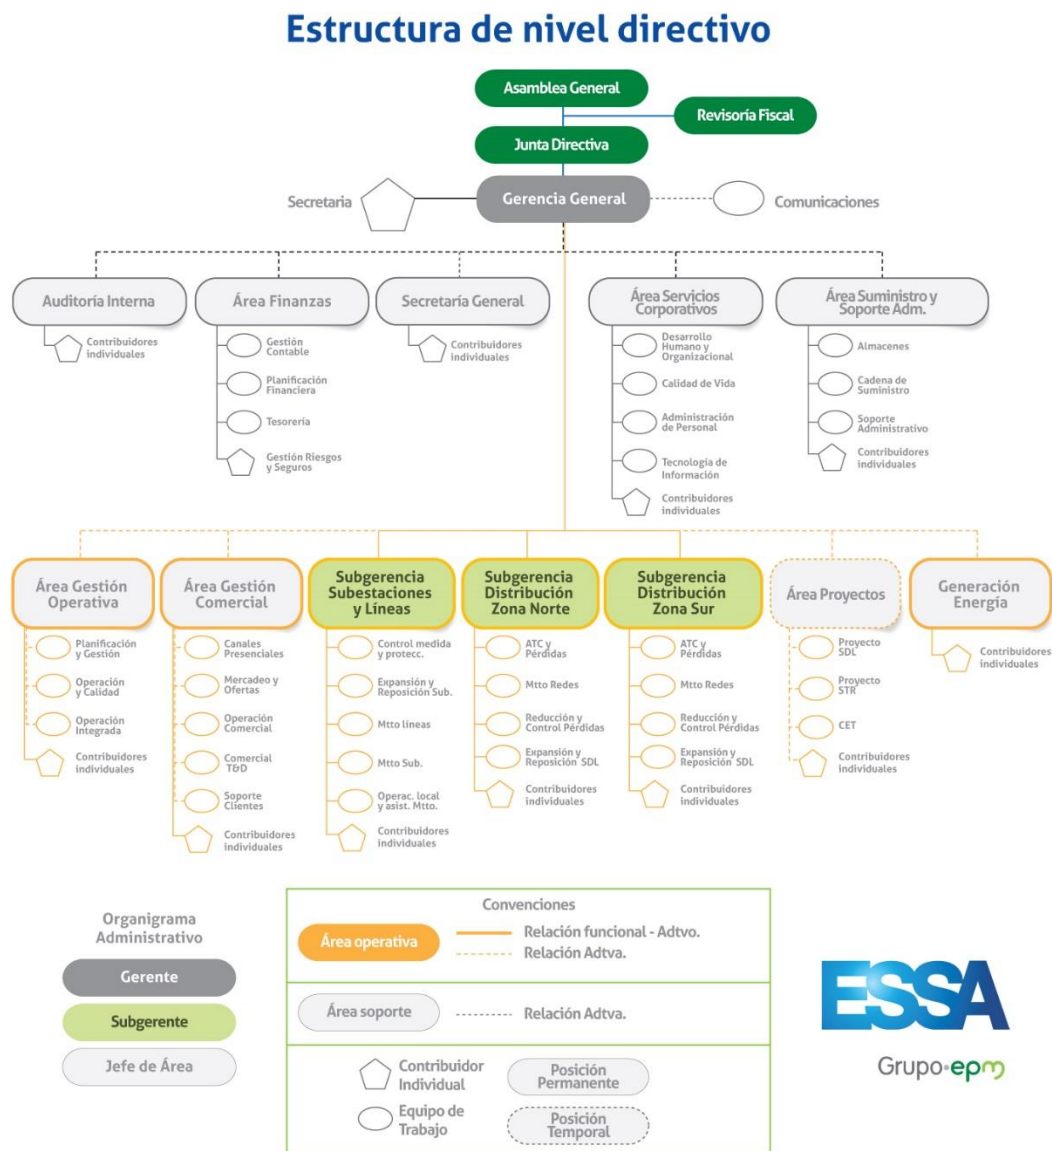 Estructura de nivel directivo
Asamblea General
Revisoría Fiscal
Junta Directiva
Secretaria
Gerencia General
Comunicaciones
Auditoría Interna
Contribuidores
individuales
Área Finanzas
Gestión
Contable
Planificación
Financiera
Tesorería
Gestión Riesgos
y Seguros
Secretaría General
Contribuidores
individuales
Área Servicios
Corporativos
Desarrollo
Humano y
Organizacional
Calidad de Vida
Administración
de Personal
Tecnología de
Información
Contribuidores
individuales
Área Suministro y
Soporte Adm.
Almacenes
Cadena de
Suministro
Soporte
Administrativo
Contribuidores
individuales
Área Gestión
Operativa
Planificación
y Gestión
Operación
y Calidad
Operación
Integrada
Contribuidores
individuales
Área Gestión
Comercial
Canales
Presenciales
Mercadeo y
Ofertas
Operación
Comercial
Comercial
T&D
Soporte
Clientes
Contribuidores
individuales
Subgerencia
Subestaciones
y Líneas
Control medida
y protecc.
Expansión y
Reposición Sub.
Mtto líneas
Mtto Sub.
Operac. local
y asist. Mtto.
Contribuidores
individuales
Subgerencia
Distribución
Zona Norte
ATC y
Pérdidas
Mtto Redes
Reducción y
Control Pérdidas
Expansión y
Reposición SDL
Contribuidores
individuales
Subgerencia
Distribución
Zona Sur
ATC y
Pérdidas
Mtto Redes
Reducción y
Control Pérdidas
Expansión y
Reposición SDL
Contribuidores
individuales
Área Proyectos
Proyecto
SDL
Proyecto
STR
CET
Contribuidores
individuales
Generación
Energía
Contribuidores
individuales
Organigrama
Administrativo
Gerente
Subgerente
Jefe de Área
Convenciones
Área operativa
Relación funcional - Adtvo.
Relación Adtva.
Área soporte
Relación Adtva.
Contribuidor
Individual
Posición
Permanente
Equipo de
Trabajo
Posición
Temporal
ESSA
Grupo·epm